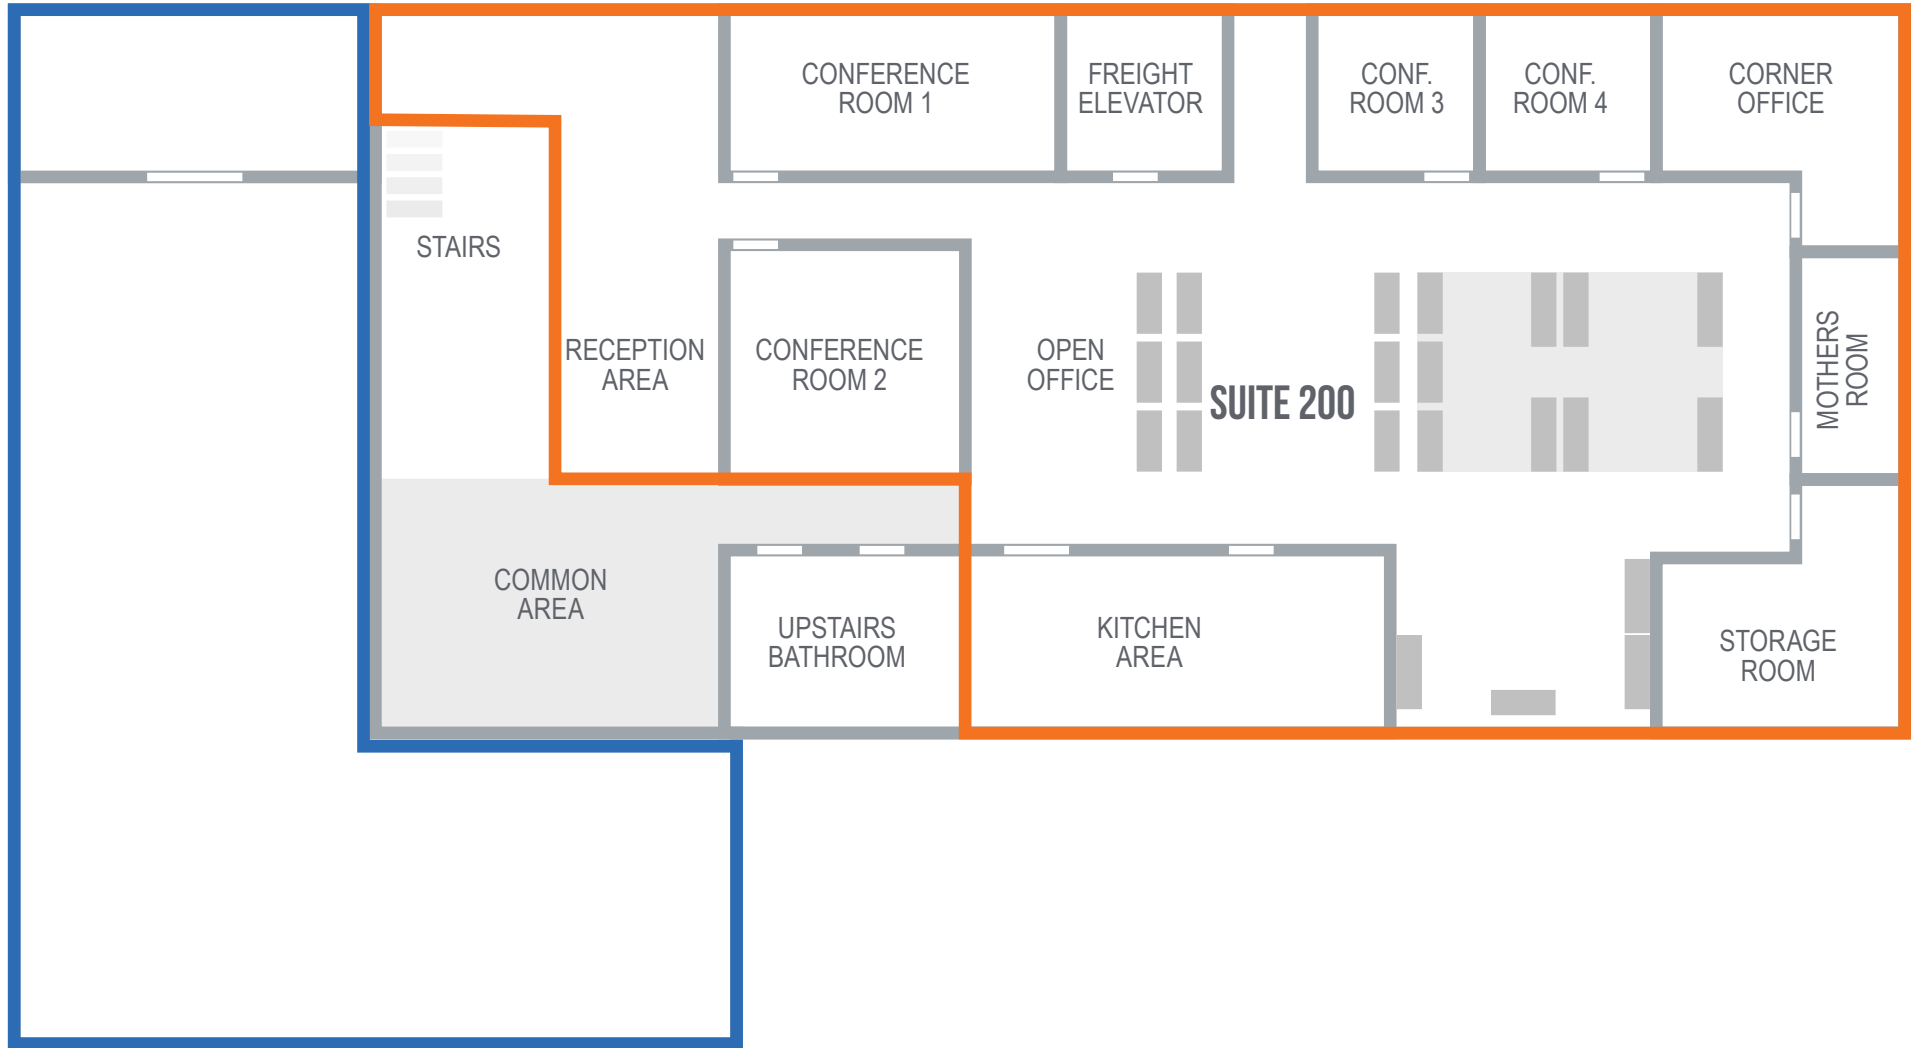 CONFERENCE
ROOM 1
FREIGHT
ELEVATOR
CONF.
ROOM 3
CONF.
ROOM 4
CORNER
OFFICE
STAIRS
RECEPTION
AREA
CONFERENCE
ROOM 2
OPEN
OFFICE
SUITE 200
MOTHERS
ROOM
COMMON
AREA
UPSTAIRS
BATHROOM
KITCHEN
AREA
STORAGE
ROOM